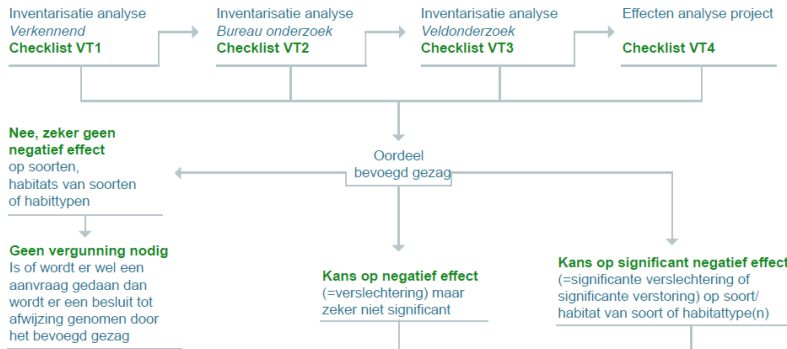 Inventarisatie analyse
Verkennend
Checklist VT1
Inventarisatie analyse
Bureau onderzoek
Checklist VT2
Inventarisatie analyse
Veldonderzoek
Checklist VT3
Effecten analyse project
Checklist VT4
Oordeel
bevoegd gezag
Nee, zeker geen
negatief effect
op soorten,
habitats van soorten
of habittypen
Geen vergunning nodig
Is of wordt er wel een
aanvraag gedaan dan
wordt er een besluit tot
afwijzing genomen door
het bevoegd gezag
Kans op negatief effect
(=verslechtering) maar
zeker niet significant
Kans op significant negatief effect
(=significante verslechtering of
significante verstoring) op soort/
habitat van soort of habitattype(n)